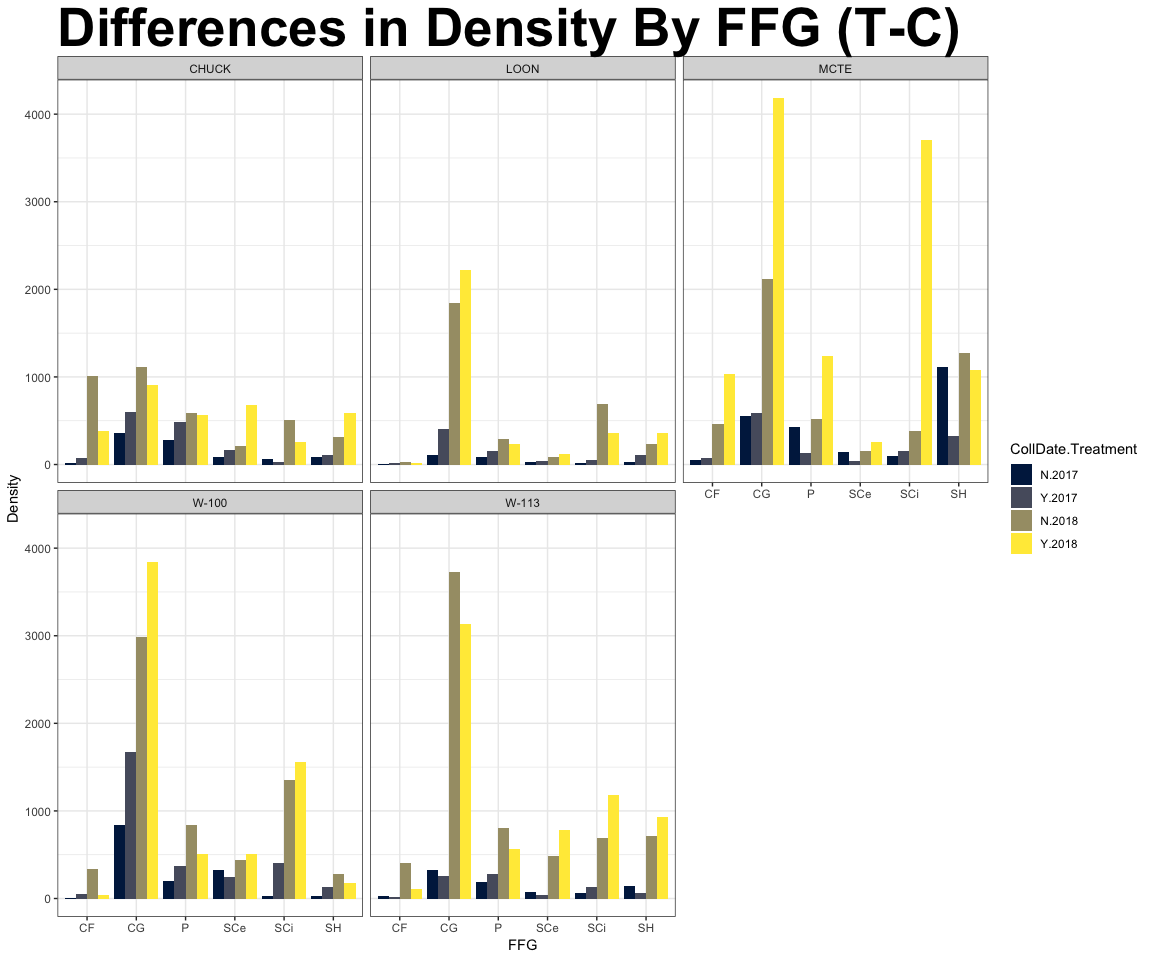 Differences in Density By FFG (T-C)
CHUCK
LOON
MCTE
4000
3000
2000
1000
0
CF CG P SCe SCi SH
W-100
W-113
4000
3000
2000
1000
0
CF CG P SCe SCi SH
CF CG P SCe SCi SH
Density
FFG
CollDate.Treatment
N.2017
Y.2017
N.2018
Y.2018